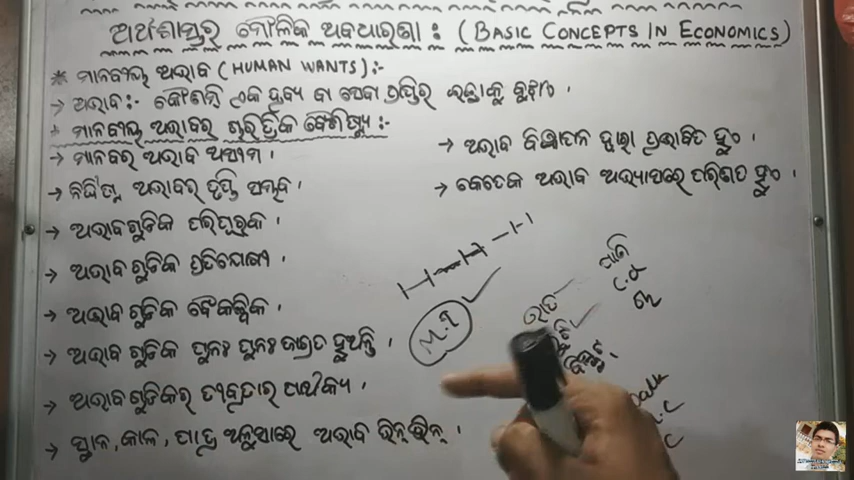 ଅର୍ଥଶାସ୍ତ୍ରର ମୌଳିକ ଅବଧାରଣା : (BASIC CONCEPTS IN ECONOMICS)
* ମାନବୀୟ ଅଭାବ (HUMAN WANTS) :-
→ ଅଭାବ :- କୌଣସି ଏକ ଦ୍ରବ୍ୟ ବା ସେବା ପ୍ରାପ୍ତିର ଇଚ୍ଛାକୁ ବୁଝାଏ ।
* ମାନବୀୟ ଅଭାବର ଚାରିତ୍ରିକ ବୈଶିଷ୍ଟ୍ୟ :-
→ ମାନବର ଅଭାବ ଅସୀମ ।
→ ନିର୍ଦ୍ଦିଷ୍ଟ ଅଭାବର ତୃପ୍ତି ସମ୍ଭବ ।
→ ଅଭାବଗୁଡିକ ପରିପୂରକ ।
→ ଅଭାବଗୁଡିକ ପ୍ରତିଯୋଗୀ ।
→ ଅଭାବଗୁଡିକ ବୈକଳ୍ପିକ ।
→ ଅଭାବଗୁଡିକ ପୁନଃ ପୁନଃ ଜାଗ୍ରତ ହୁଅନ୍ତି ।
→ ଅଭାବଗୁଡିକର ତୀବ୍ରତାର ପାର୍ଥକ୍ୟ ।
→ ସ୍ଥାନ, କାଳ, ପାତ୍ର ଅନୁସାରେ ଅଭାବ ଭିନ୍ନ ଭିନ୍ନ ।
→ ଅଭାବ ବିଜ୍ଞାପନ ଦ୍ୱାରା ପ୍ରଭାବିତ ହୁଏ ।
→ କେତେକ ଅଭାବ ଅଭ୍ୟାସରେ ପରିଣତ ହୁଏ ।
M.P
ଭାତ
ପାଣି